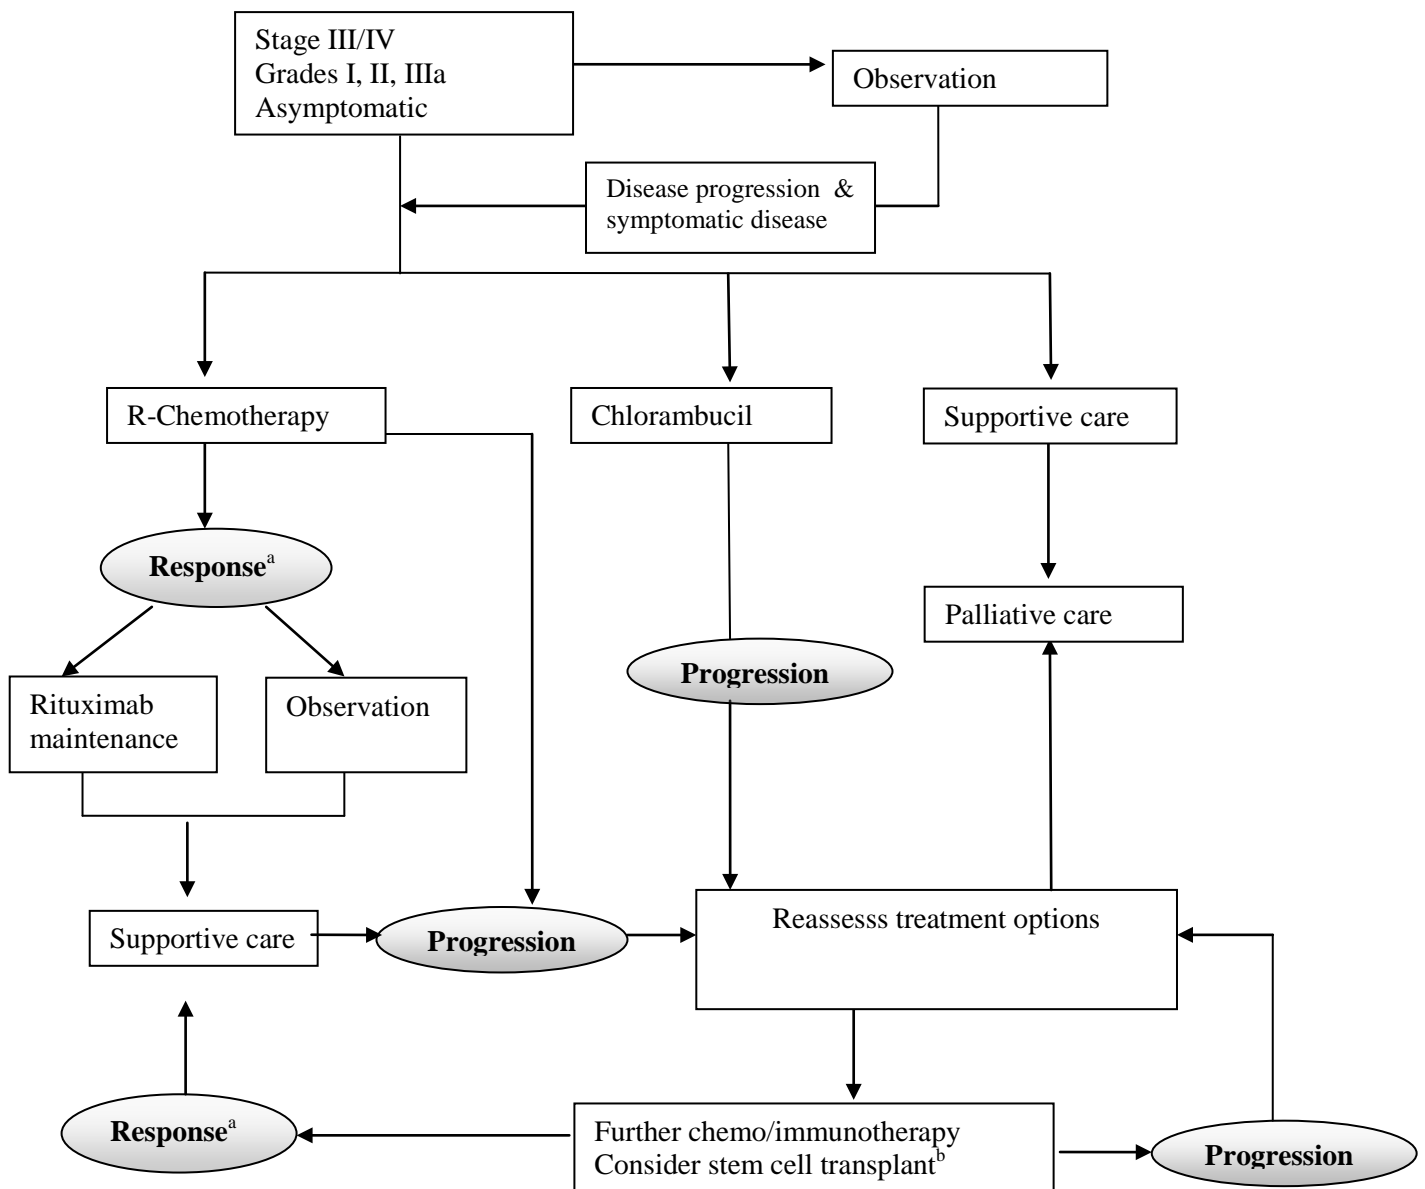 Stage III/IV
Grades I, II, IIIa
Asymptomatic
Observation
Disease progression &
symptomatic disease
R-Chemotherapy
Chlorambucil
Supportive care
Responseᵃ
Palliative care
Progression
Rituximab
maintenance
Observation
Supportive care
Progression
Reassesss treatment options
Responseᵃ
Further chemo/immunotherapy
Consider stem cell transplantᵇ
Progression